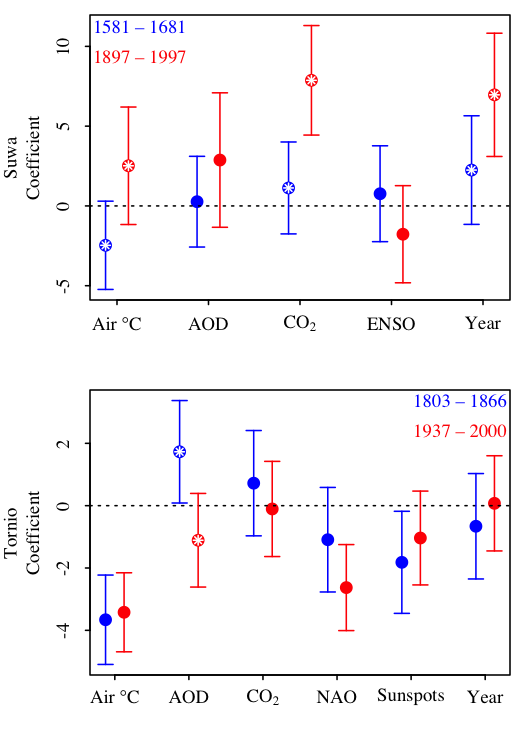 1581 – 1681
1897 – 1997
Suwa
Coefficient
10
5
0
-5
Air °C AOD CO₂ ENSO Year
1803 – 1866
1937 – 2000
Tornio
Coefficient
2
0
-2
-4
Air °C AOD CO₂ NAO Sunspots Year